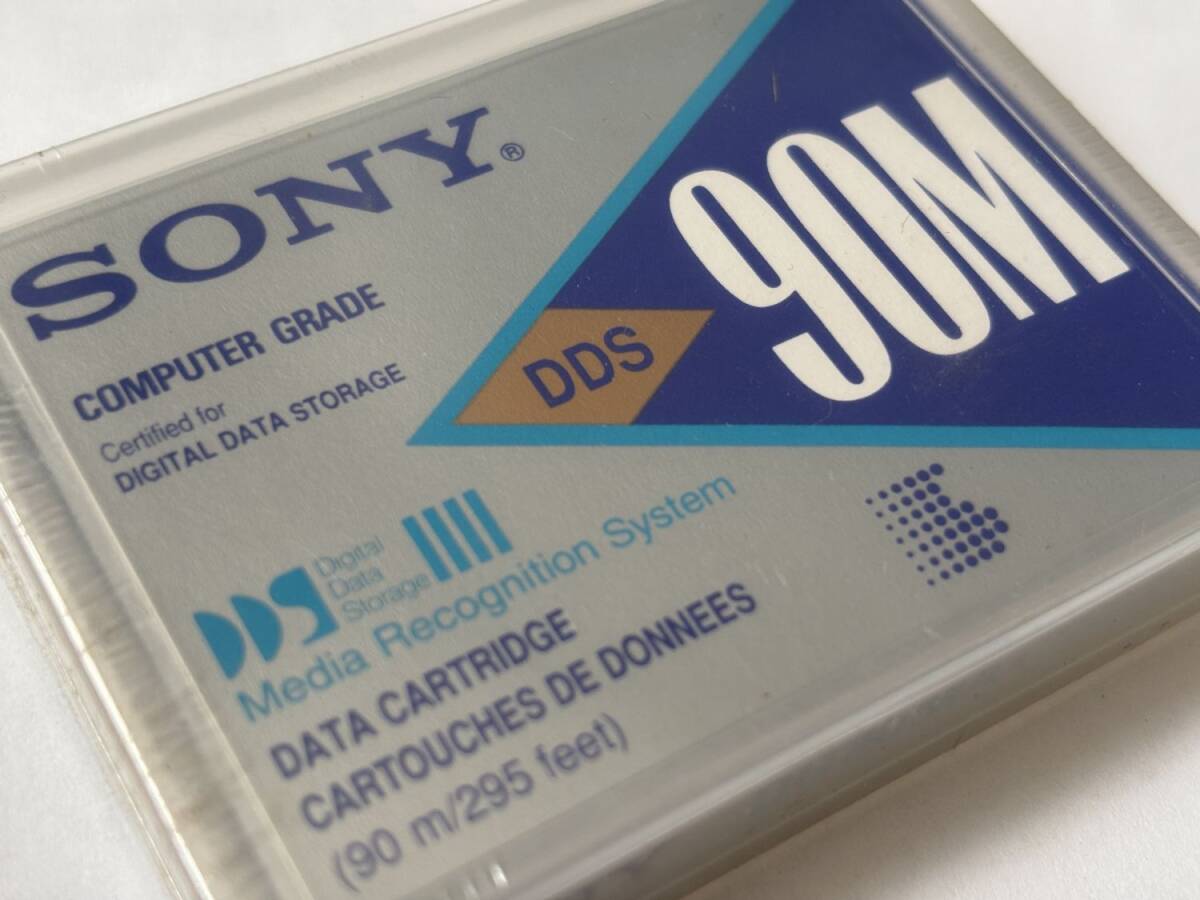 SONY®
90M
DDS
COMPUTER GRADE
Certified for
DIGITAL DATA STORAGE
DDS
Digital
Data
Storage
Media Recognition System
DATA CARTRIDGE
CARTOUCHES DE DONNEES
(90 m/295 feet)